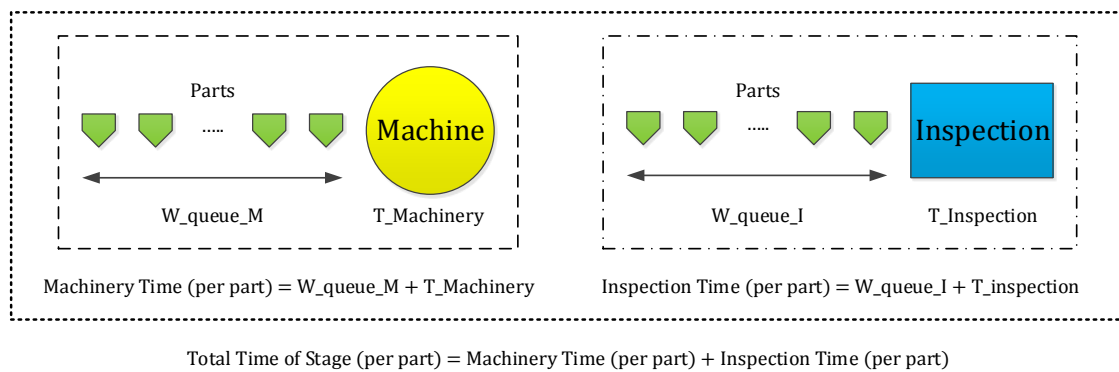 Parts
.....
Machine
W_queue_M
T_Machinery
Machinery Time (per part) = W_queue_M + T_Machinery
Parts
.....
Inspection
W_queue_I
T_Inspection
Inspection Time (per part) = W_queue_I + T_inspection
Total Time of Stage (per part) = Machinery Time (per part) + Inspection Time (per part)